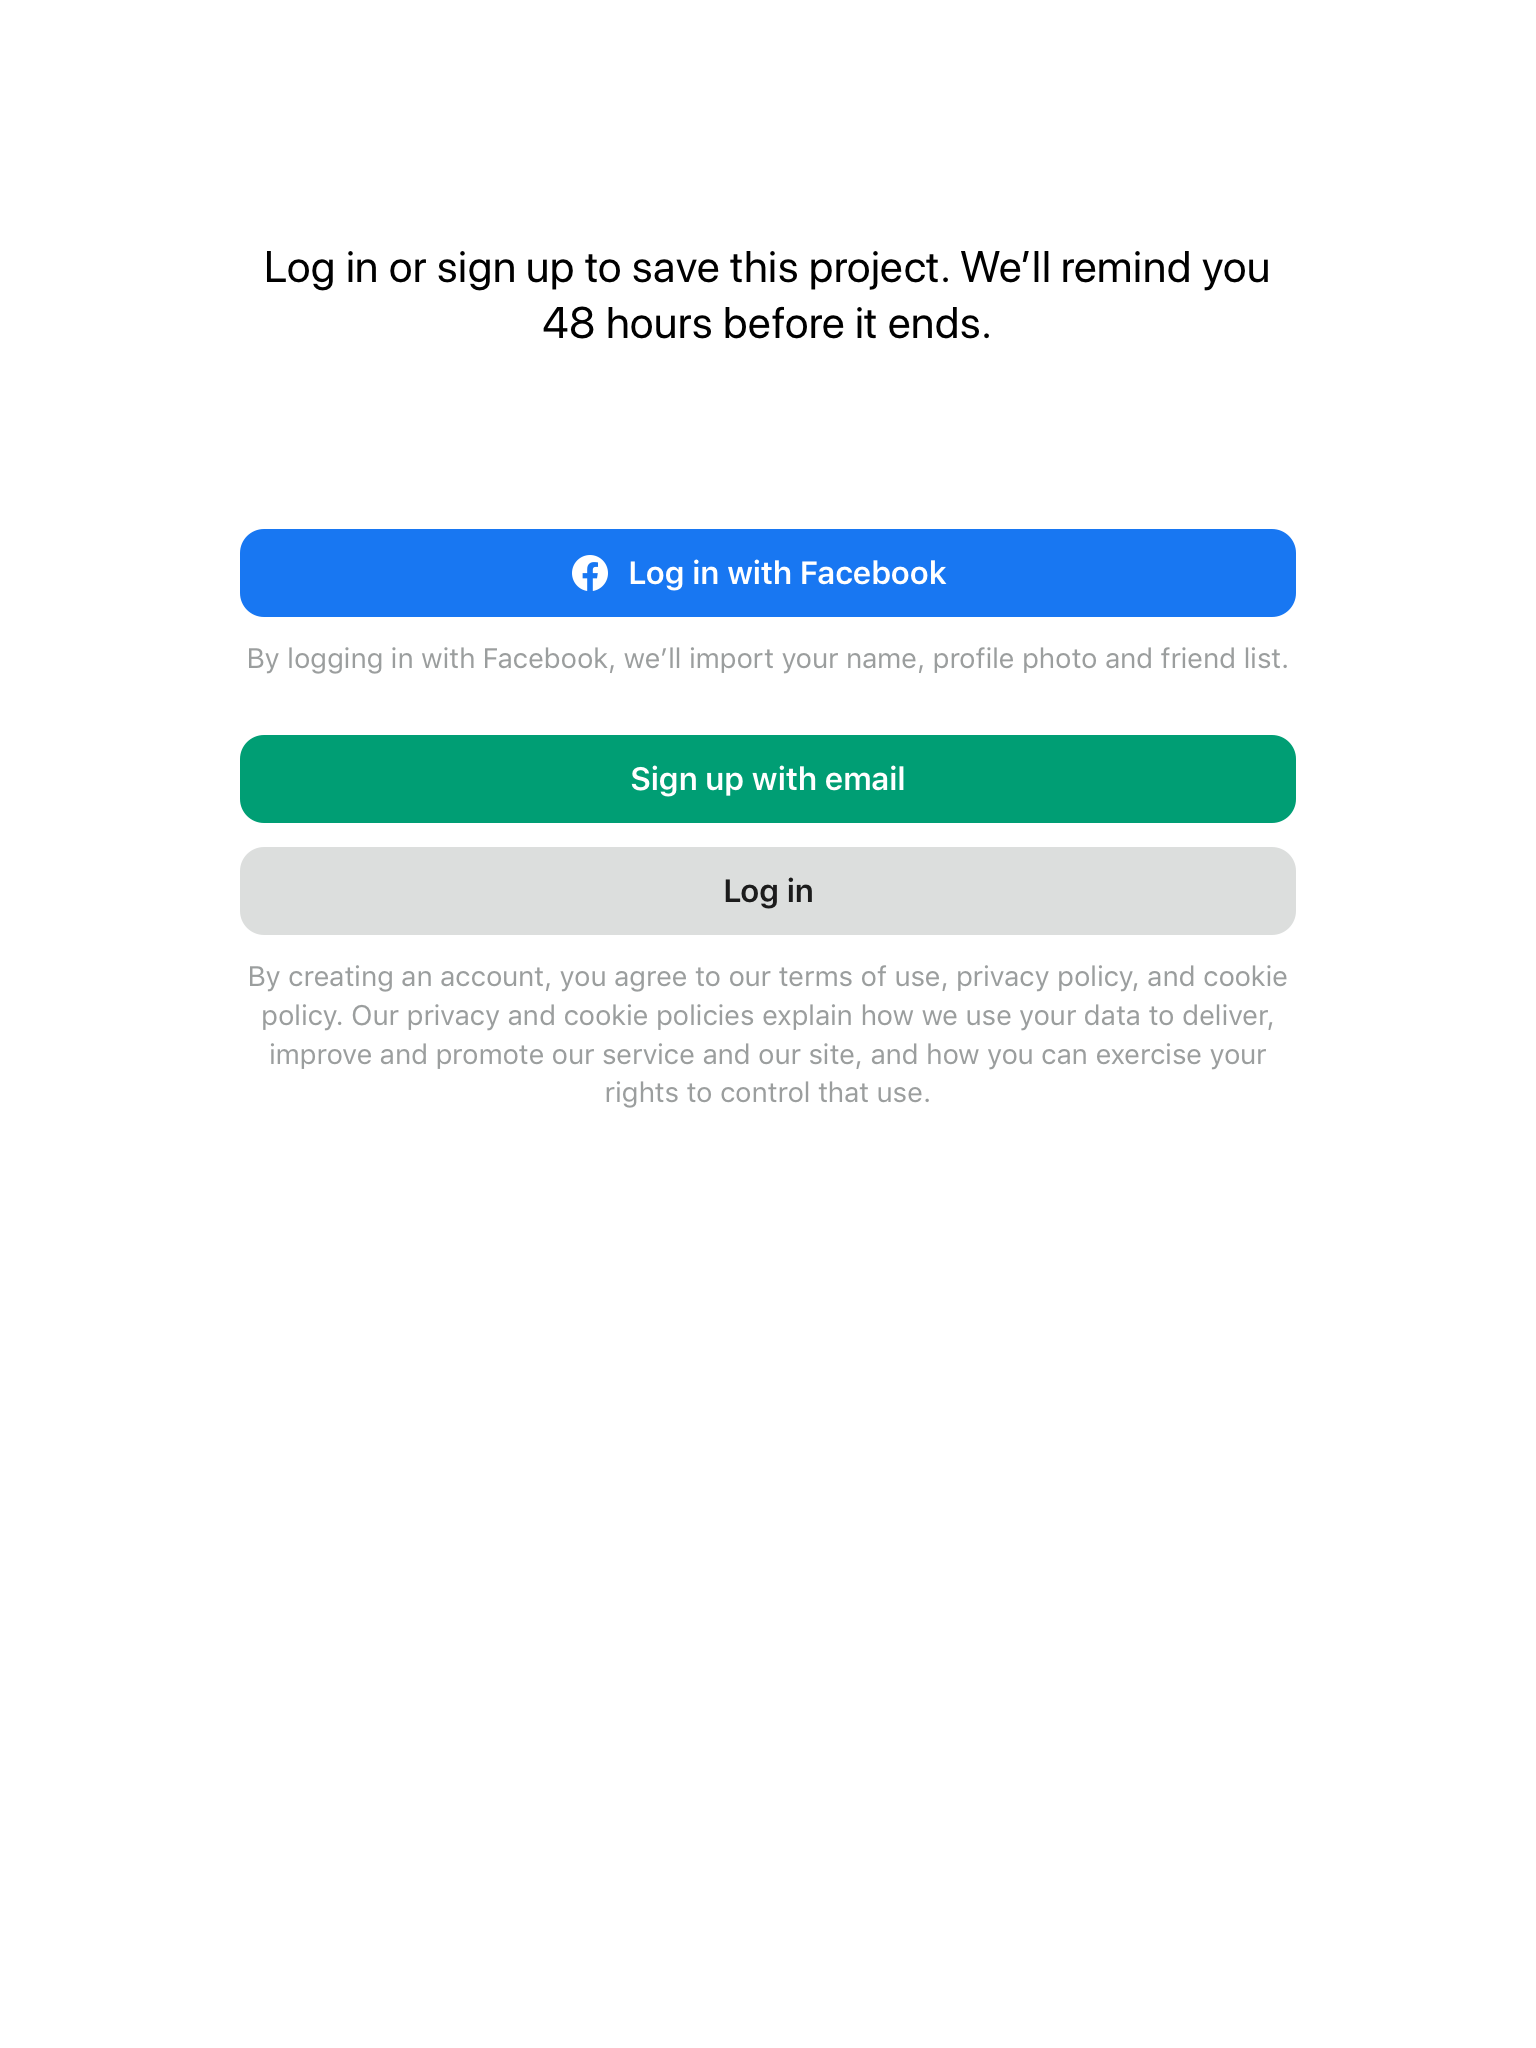 Log in or sign up to save this project. We’ll remind you
48 hours before it ends.
Log in with Facebook
By logging in with Facebook, we’ll import your name, profile photo and friend list.
Sign up with email
Log in
By creating an account, you agree to our terms of use, privacy policy, and cookie
policy. Our privacy and cookie policies explain how we use your data to deliver,
improve and promote our service and our site, and how you can exercise your
rights to control that use.